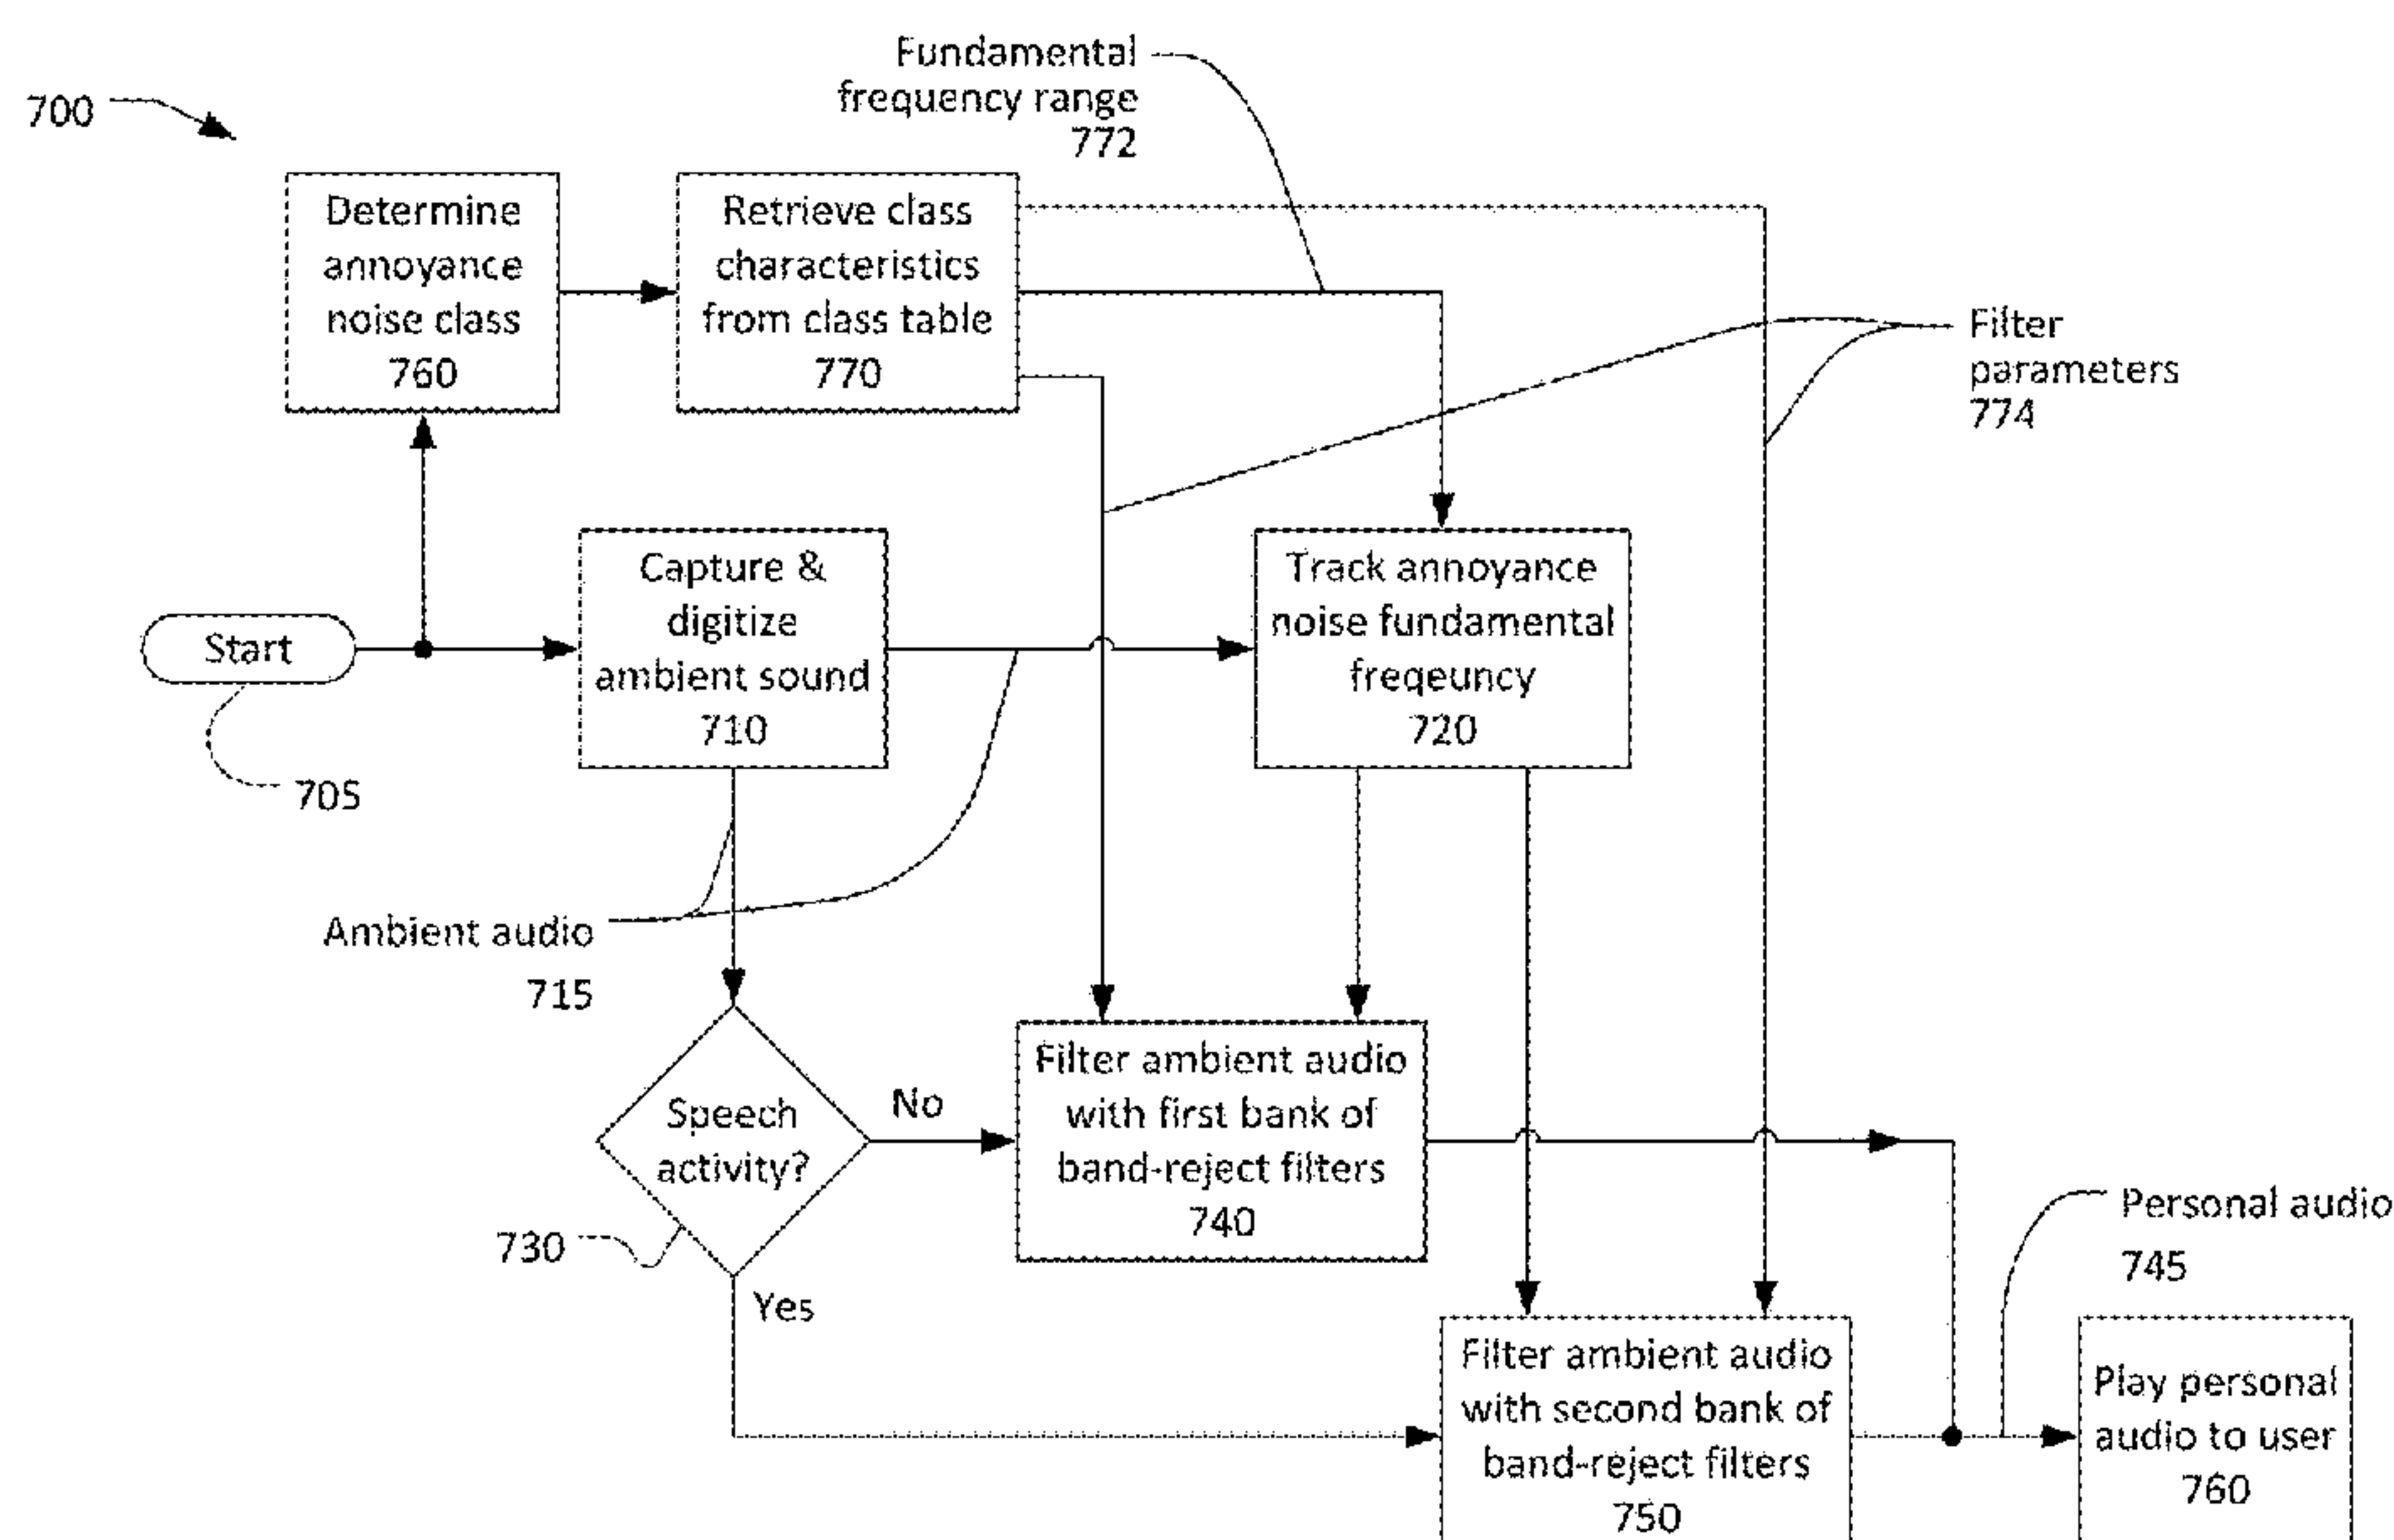 Fundamental
frequency range
772
700
Determine
annoyance
noise class
760
Retrieve class
characteristics
from class table
770
Filter
parameters
774
Start
705
Capture &
digitize
ambient sound
710
Track annoyance
noise fundamental
freqeuncy
720
Ambient audio
715
Speech
activity?
730
No
Yes
Filter ambient audio
with first bank of
band-reject filters
740
Personal audio
745
Filter ambient audio
with second bank of
band-reject filters
750
Play personal
audio to user
760